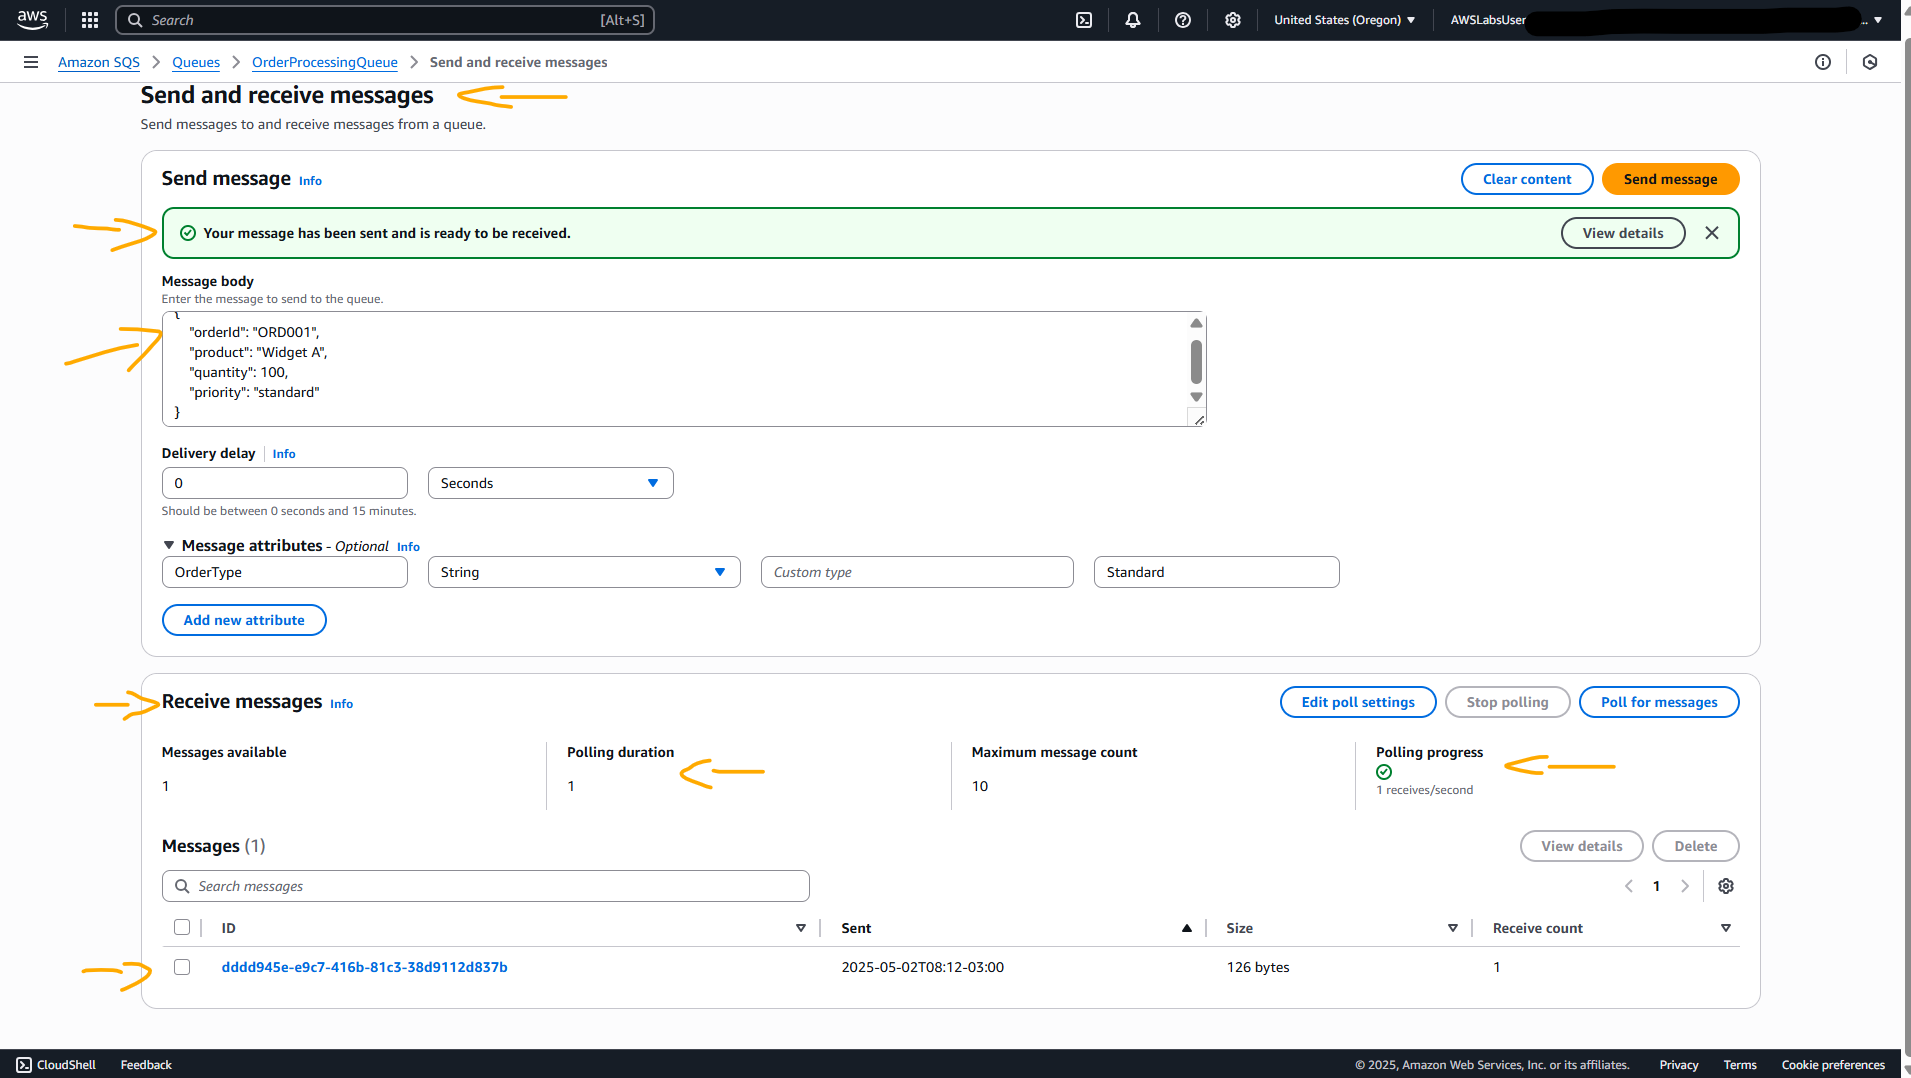 aws
Search [Alt+S] United States (Oregon) AWSLabsUser ...
Amazon SQS > Queues > OrderProcessingQueue > Send and receive messages
Send and receive messages
Send messages to and receive messages from a queue.
Send message Info Clear content Send message
Your message has been sent and is ready to be received. View details
Message body
Enter the message to send to the queue.
{
"orderId": "ORD001",
"product": "Widget A",
"quantity": 100,
"priority": "standard"
}
Delivery delay Info
0 Seconds
Should be between 0 seconds and 15 minutes.
Message attributes - Optional Info
OrderType String Custom type Standard
Add new attribute
Receive messages Info Edit poll settings Stop polling Poll for messages
Messages available Polling duration Maximum message count Polling progress
1 1 10
1 receives/second
Messages (1) View details Delete
Search messages 1
ID Sent Size Receive count
dddd945e-e9c7-416b-81c3-38d9112d837b 2025-05-02T08:12-03:00 126 bytes 1
CloudShell Feedback © 2025, Amazon Web Services, Inc. or its affiliates. Privacy Terms Cookie preferences